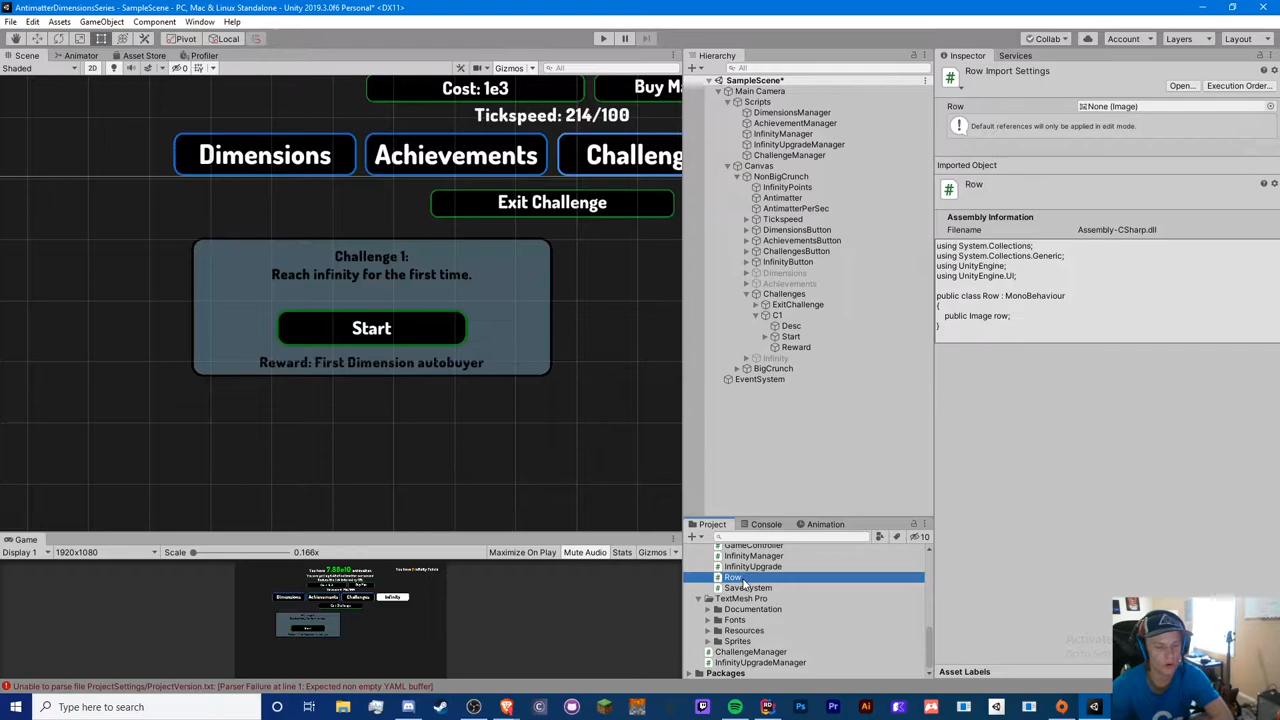 AntimatterDimensionsSeries - SampleScene - PC, Mac & Linux Standalone - Unity 2019.3.0f6 Personal* <DX11>
File Edit Assets GameObject Component Window Help
Pivot Local Collab Account Layers Layout
Scene Animator Asset Store Profiler
Shaded 2D 0 Gizmos All
Cost: 1e3 Buy M
Tickspeed: 214/100
Dimensions Achievements Challeng
Exit Challenge
Challenge 1:
Reach infinity for the first time.
Start
Reward: First Dimension autobuyer
Game
Display 1 1920x1080 Scale 0.166x Maximize On Play Mute Audio Stats Gizmos
Dimensions Achievements Challenges Infinity
Hierarchy
All
SampleScene*
Main Camera
Scripts
DimensionsManager
AchievementManager
InfinityManager
InfinityUpgradeManager
ChallengeManager
Canvas
NonBigCrunch
InfinityPoints
Antimatter
AntimatterPerSec
Tickspeed
DimensionsButton
AchievementsButton
ChallengesButton
InfinityButton
Dimensions
Achievements
Challenges
ExitChallenge
C1
Desc
Start
Reward
Infinity
BigCrunch
EventSystem
Project Console Animation
10
GameController
InfinityManager
InfinityUpgrade
Row
SaveSystem
TextMesh Pro
Documentation
Fonts
Resources
Sprites
ChallengeManager
InfinityUpgradeManager
Packages
Inspector Services
Row Import Settings
Open... Execution Order...
Row None (Image)
Default references will only be applied in edit mode.
Imported Object
Row
Assembly Information
Filename Assembly-CSharp.dll
using System.Collections;
using System.Collections.Generic;
using UnityEngine;
using UnityEngine.UI;
public class Row : MonoBehaviour
{
public Image row;
}
Asset Labels
Unable to parse file ProjectSettings/ProjectVersion.txt: [Parser Failure at line 1: Expected non empty YAML buffer]
Type here to search